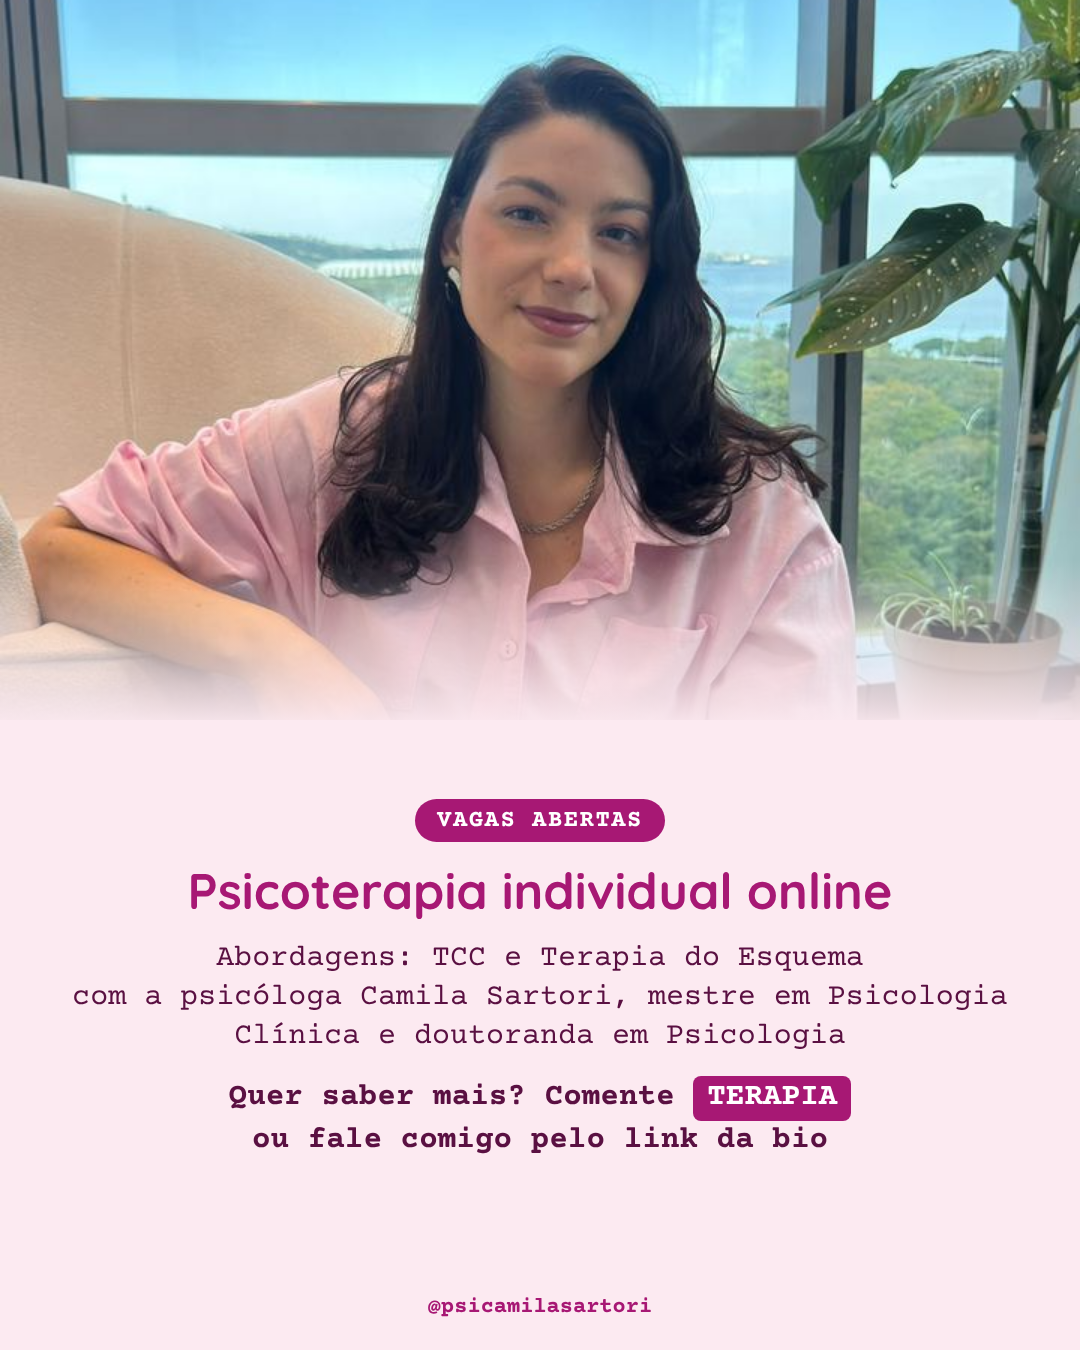 VAGAS ABERTAS
Psicoterapia individual online
Abordagens: TCC e Terapia do Esquema
com a psicóloga Camila Sartori, mestre em Psicologia
Clínica e doutoranda em Psicologia
Quer saber mais? Comente TERAPIA
ou fale comigo pelo link da bio
@psicamilasartori